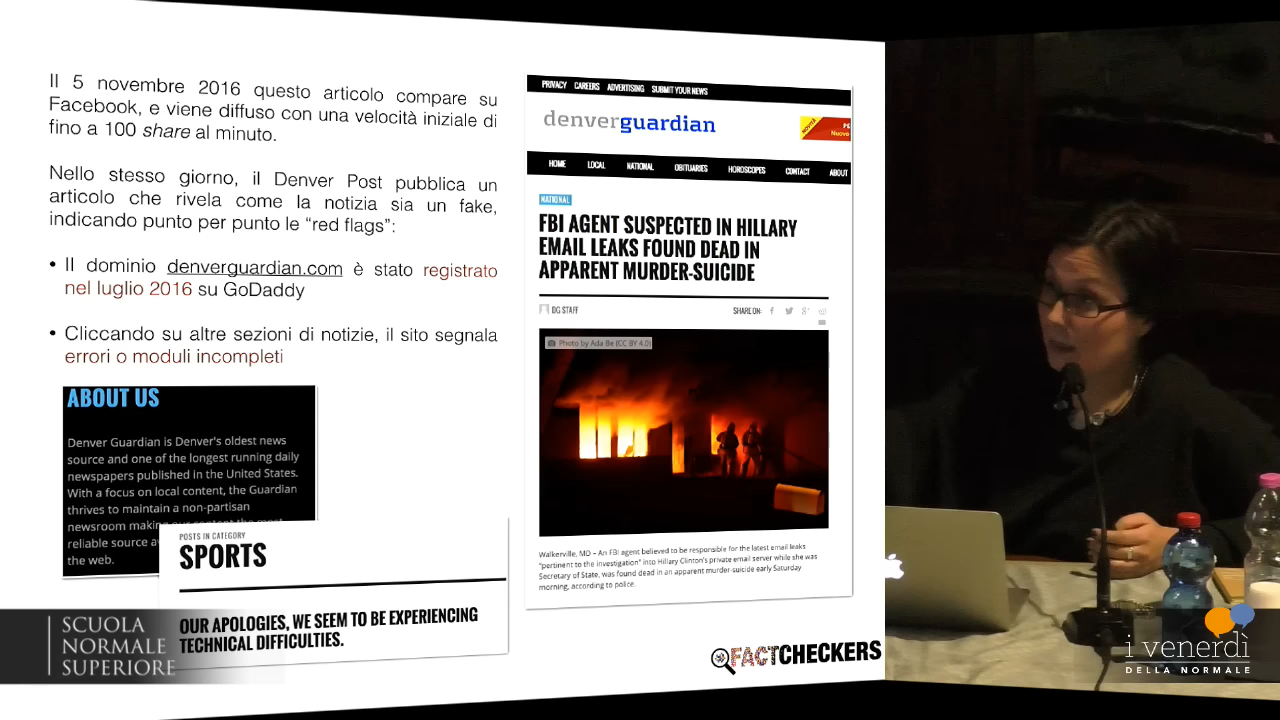 Il 5 novembre 2016 questo articolo compare su
Facebook, e viene diffuso con una velocità iniziale di
fino a 100 share al minuto.
Nello stesso giorno, il Denver Post pubblica un
articolo che rivela come la notizia sia un fake,
indicando punto per punto le “red flags”:
• Il dominio denverguardian.com è stato registrato
nel luglio 2016 su GoDaddy
• Cliccando su altre sezioni di notizie, il sito segnala
errori o moduli incompleti
ABOUT US
Denver Guardian is Denver's oldest news
source and one of the longest running daily
newspapers published in the United States.
With a focus on local content, the Guardian
thrives to maintain a non-partisan
newsroom making our content the most
reliable source
the web.
POSTS IN CATEGORY
SPORTS
OUR APOLOGIES, WE SEEM TO BE EXPERIENCING
TECHNICAL DIFFICULTIES.
PRIVACY CAREERS ADVERTISING SUBMIT YOUR NEWS
denverguardian
NOVITÀ
PE
Nuovo
HOME LOCAL NATIONAL OBITUARIES HOROSCOPES CONTACT ABOUT
NATIONAL
FBI AGENT SUSPECTED IN HILLARY
EMAIL LEAKS FOUND DEAD IN
APPARENT MURDER-SUICIDE
DG STAFF SHARE ON:
Photo by Ada Be (CC BY 4.0)
Walkerville, MD – An FBI agent believed to be responsible for the latest email leaks
“pertinent to the investigation” into Hillary Clinton's private email server while she was
Secretary of State, was found dead in an apparent murder-suicide early Saturday
morning, according to police.
FACTCHECKERS
SCUOLA
NORMALE
SUPERIORE
i venerdì
DELLA NORMALE